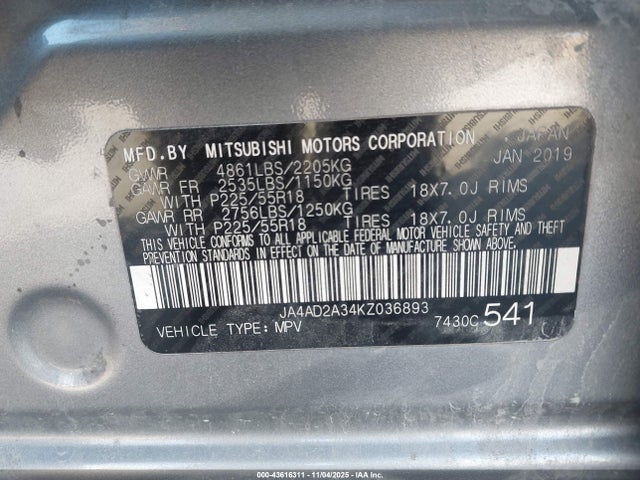 MFD.BY MITSUBISHI MOTORS CORPORATION JAPAN
GVWR 4861LBS/2205KG JAN 2019
GAWR FR 2535LBS/1150KG
WITH P225/55R18 TIRES 18X7.0J RIMS
GAWR RR 2756LBS/1250KG
WITH P225/55R18 TIRES 18X7.0J RIMS
THIS VEHICLE CONFORMS TO ALL APPLICABLE FEDERAL MOTOR VEHICLE SAFETY AND THEFT
PREVENTION STANDARDS IN EFFECT ON THE DATE OF MANUFACTURE SHOWN ABOVE.
JA4AD2A34KZ036893
VEHICLE TYPE: MPV 7430C 541
000-43616311 - 11/04/2025 - IAA Inc.